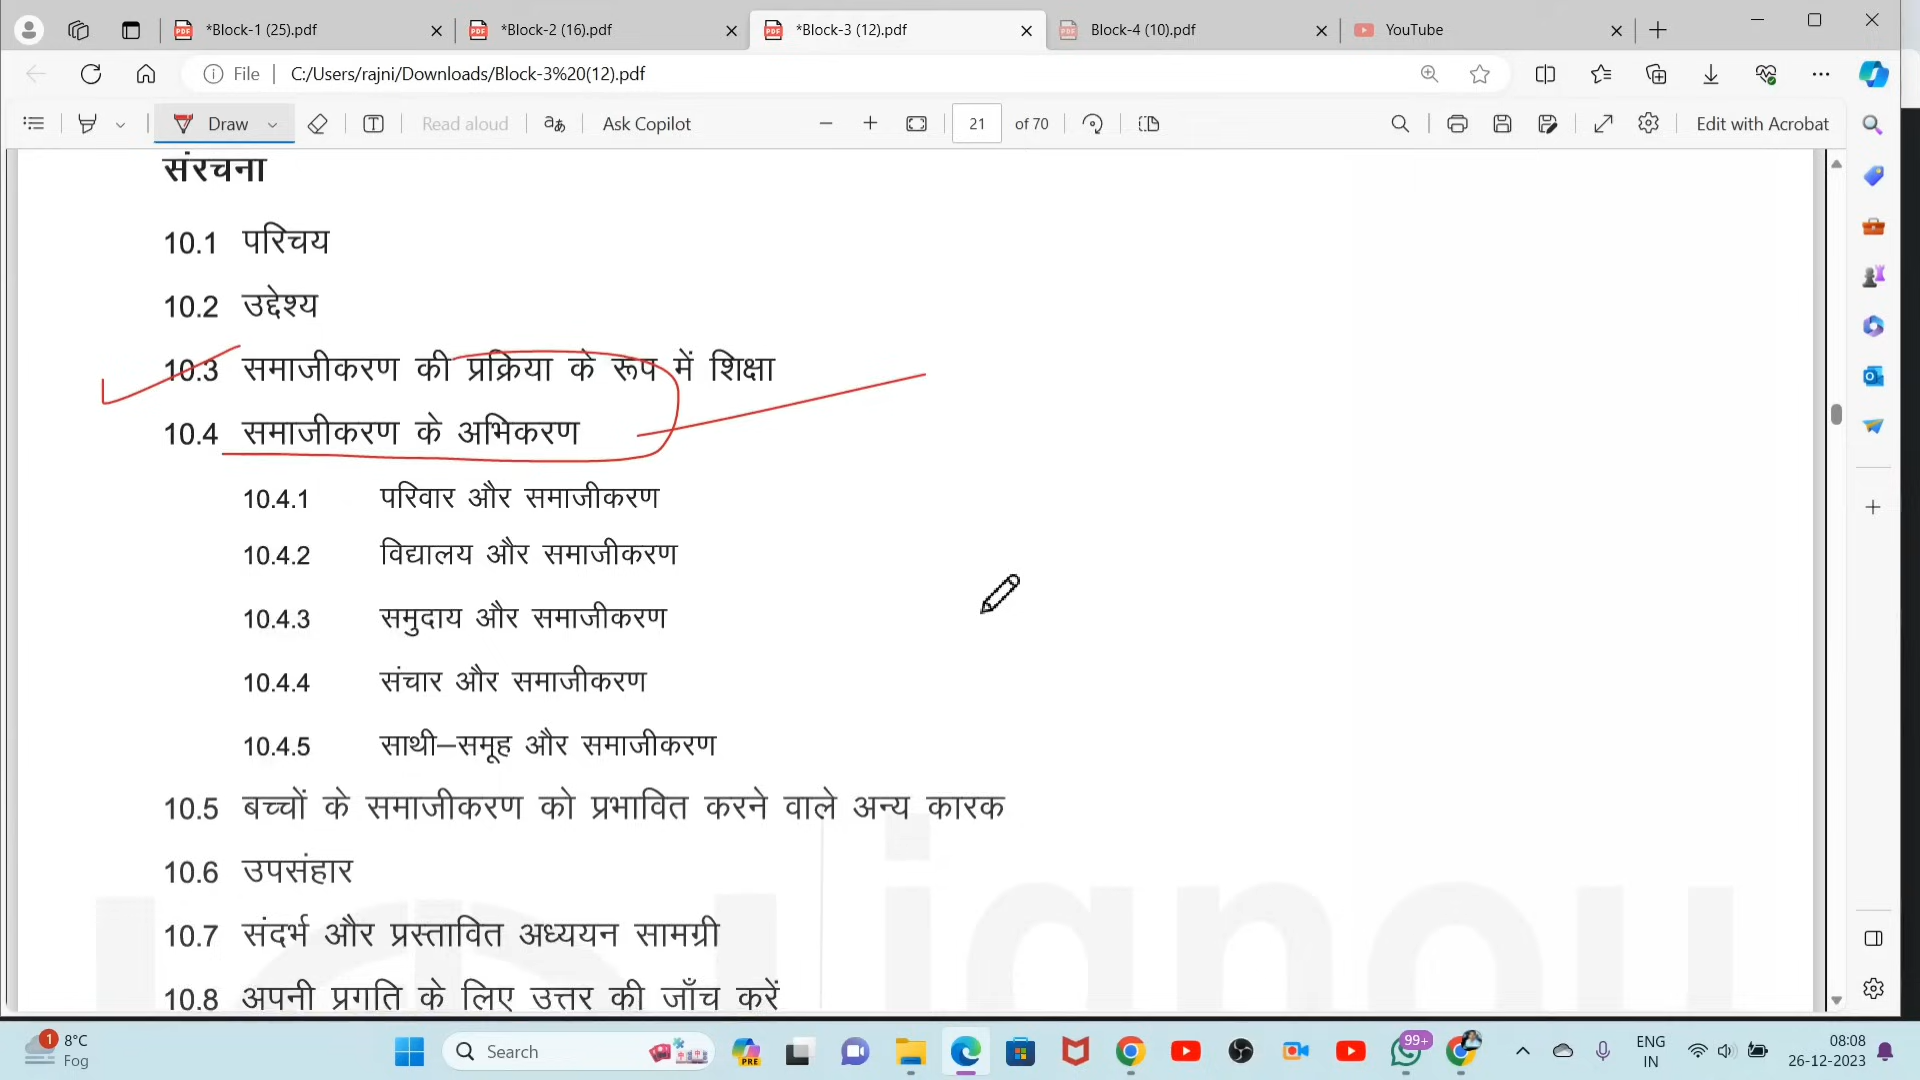 *Block-1 (25).pdf
*Block-2 (16).pdf
*Block-3 (12).pdf
Block-4 (10).pdf
YouTube
File
C:/Users/rajni/Downloads/Block-3%20(12).pdf
Draw
Read aloud
aあ
Ask Copilot
21
of 70
Edit with Acrobat
संरचना
10.1 परिचय
10.2 उद्देश्य
10.3 समाजीकरण की प्रक्रिया के रूप में शिक्षा
10.4 समाजीकरण के अभिकरण
10.4.1 परिवार और समाजीकरण
10.4.2 विद्यालय और समाजीकरण
10.4.3 समुदाय और समाजीकरण
10.4.4 संचार और समाजीकरण
10.4.5 साथी–समूह और समाजीकरण
10.5 बच्चों के समाजीकरण को प्रभावित करने वाले अन्य कारक
10.6 उपसंहार
10.7 संदर्भ और प्रस्तावित अध्ययन सामग्री
10.8 अपनी प्रगति के लिए उत्तर की जाँच करें
ignou
1
8°C
Fog
Search
PRE
99+
ENG
IN
08:08
26-12-2023